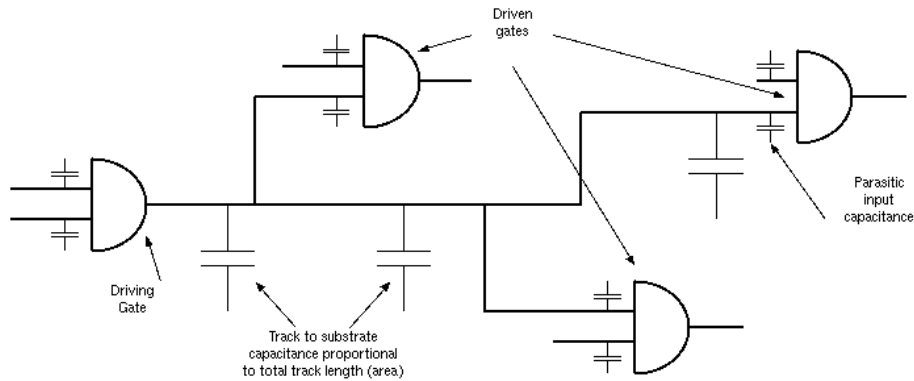 Driven
gates
Parasitic
input
capacitance
Driving
Gate
Track to substrate
capacitance proportional
to total track length (area)